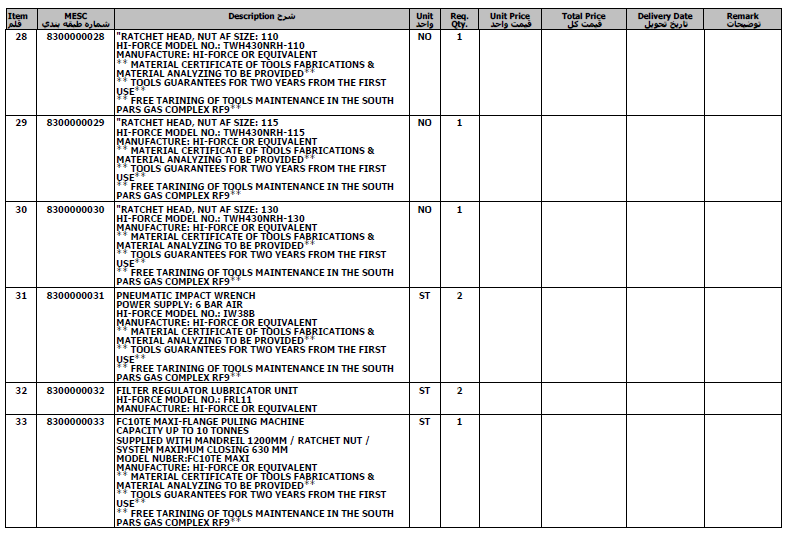 Item MESC Description شرح Unit Req. Unit Price Total Price Delivery Date Remark
قلم شماره طبقه بندي واحد Qty. قيمت واحد قيمت كل تاريخ تحويل توضيحات
28 8300000028 "RATCHET HEAD, NUT AF SIZE: 110 NO 1
HI-FORCE MODEL NO.: TWH430NRH-110
MANUFACTURE: HI-FORCE OR EQUIVALENT
** MATERIAL CERTIFICATE OF TOOLS FABRICATIONS &
MATERIAL ANALYZING TO BE PROVIDED**
** TOOLS GUARANTEES FOR TWO YEARS FROM THE FIRST
USE**
** FREE TARINING OF TOOLS MAINTENANCE IN THE SOUTH
PARS GAS COMPLEX RF9**
29 8300000029 "RATCHET HEAD, NUT AF SIZE: 115 NO 1
HI-FORCE MODEL NO.: TWH430NRH-115
MANUFACTURE: HI-FORCE OR EQUIVALENT
** MATERIAL CERTIFICATE OF TOOLS FABRICATIONS &
MATERIAL ANALYZING TO BE PROVIDED**
** TOOLS GUARANTEES FOR TWO YEARS FROM THE FIRST
USE**
** FREE TARINING OF TOOLS MAINTENANCE IN THE SOUTH
PARS GAS COMPLEX RF9**
30 8300000030 "RATCHET HEAD, NUT AF SIZE: 130 NO 1
HI-FORCE MODEL NO.: TWH430NRH-130
MANUFACTURE: HI-FORCE OR EQUIVALENT
** MATERIAL CERTIFICATE OF TOOLS FABRICATIONS &
MATERIAL ANALYZING TO BE PROVIDED**
** TOOLS GUARANTEES FOR TWO YEARS FROM THE FIRST
USE**
** FREE TARINING OF TOOLS MAINTENANCE IN THE SOUTH
PARS GAS COMPLEX RF9**
31 8300000031 PNEUMATIC IMPACT WRENCH ST 2
POWER SUPPLY: 6 BAR AIR
HI-FORCE MODEL NO.: IW38B
MANUFACTURE: HI-FORCE OR EQUIVALENT
** MATERIAL CERTIFICATE OF TOOLS FABRICATIONS &
MATERIAL ANALYZING TO BE PROVIDED**
** TOOLS GUARANTEES FOR TWO YEARS FROM THE FIRST
USE**
** FREE TARINING OF TOOLS MAINTENANCE IN THE SOUTH
PARS GAS COMPLEX RF9**
32 8300000032 FILTER REGULATOR LUBRICATOR UNIT ST 2
HI-FORCE MODEL NO.: FRL11
MANUFACTURE: HI-FORCE OR EQUIVALENT
33 8300000033 FC10TE MAXI-FLANGE PULING MACHINE ST 1
CAPACITY UP TO 10 TONNES
SUPPLIED WITH MANDREIL 1200MM / RATCHET NUT /
SYSTEM MAXIMUM CLOSING 630 MM
MODEL NUBER:FC10TE MAXI
MANUFACTURE: HI-FORCE OR EQUIVALENT
** MATERIAL CERTIFICATE OF TOOLS FABRICATIONS &
MATERIAL ANALYZING TO BE PROVIDED**
** TOOLS GUARANTEES FOR TWO YEARS FROM THE FIRST
USE**
** FREE TARINING OF TOOLS MAINTENANCE IN THE SOUTH
PARS GAS COMPLEX RF9**